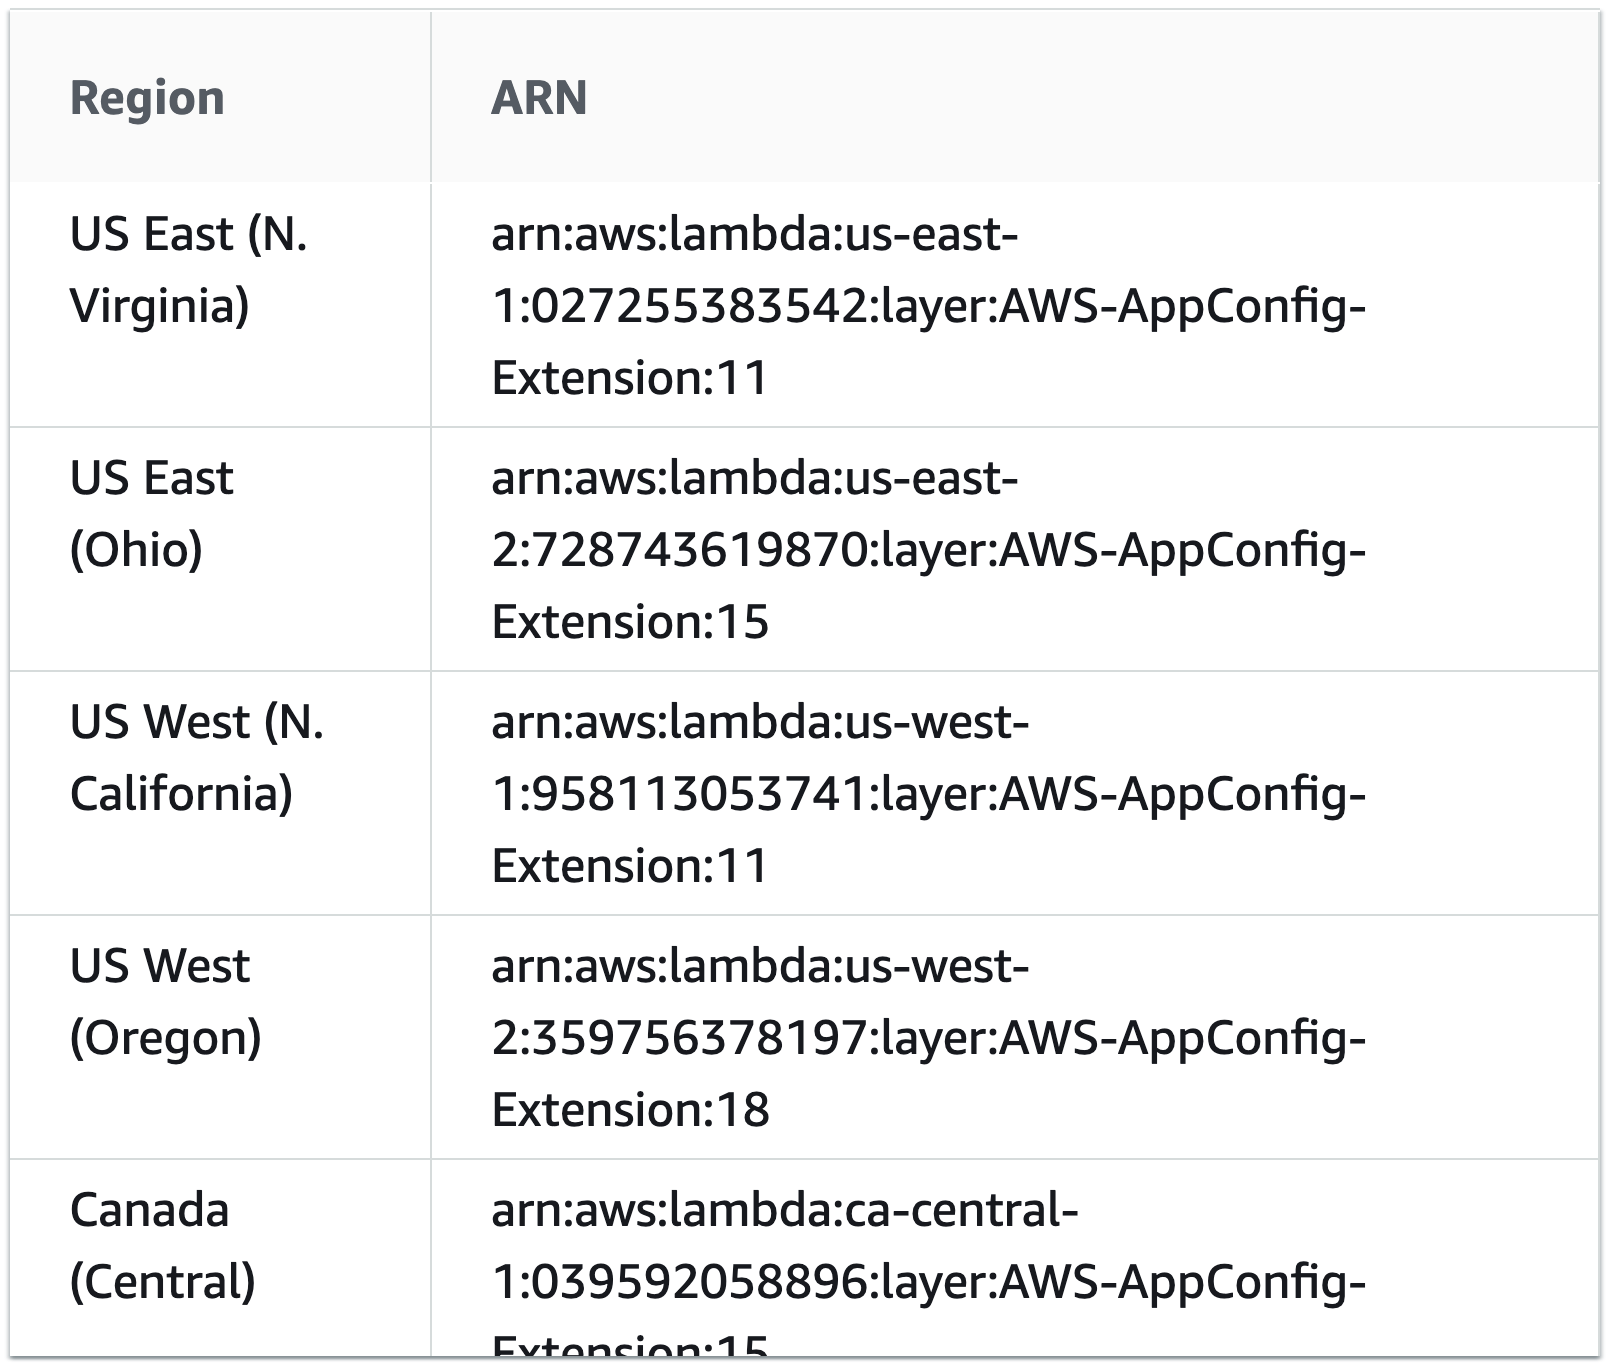 Region ARN
US East (N. arn:aws:lambda:us-east-
Virginia) 1:027255383542:layer:AWS-AppConfig-
Extension:11
US East arn:aws:lambda:us-east-
(Ohio) 2:728743619870:layer:AWS-AppConfig-
Extension:15
US West (N. arn:aws:lambda:us-west-
California) 1:958113053741:layer:AWS-AppConfig-
Extension:11
US West arn:aws:lambda:us-west-
(Oregon) 2:359756378197:layer:AWS-AppConfig-
Extension:18
Canada arn:aws:lambda:ca-central-
(Central) 1:039592058896:layer:AWS-AppConfig-
Extension:15